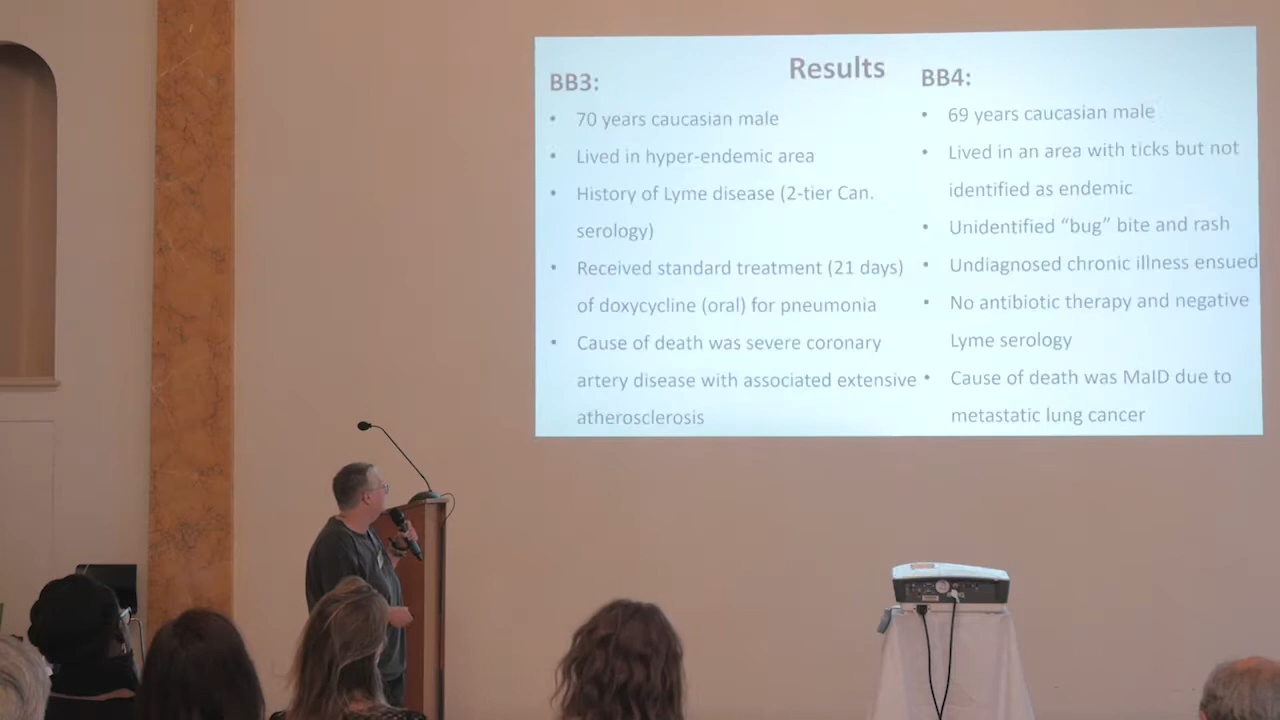 Results
BB3:
• 70 years caucasian male
• Lived in hyper-endemic area
• History of Lyme disease (2-tier Can.
serology)
• Received standard treatment (21 days)
of doxycycline (oral) for pneumonia
• Cause of death was severe coronary
artery disease with associated extensive
atherosclerosis
BB4:
• 69 years caucasian male
• Lived in an area with ticks but not
identified as endemic
• Unidentified “bug” bite and rash
• Undiagnosed chronic illness ensued
• No antibiotic therapy and negative
Lyme serology
• Cause of death was MaID due to
metastatic lung cancer